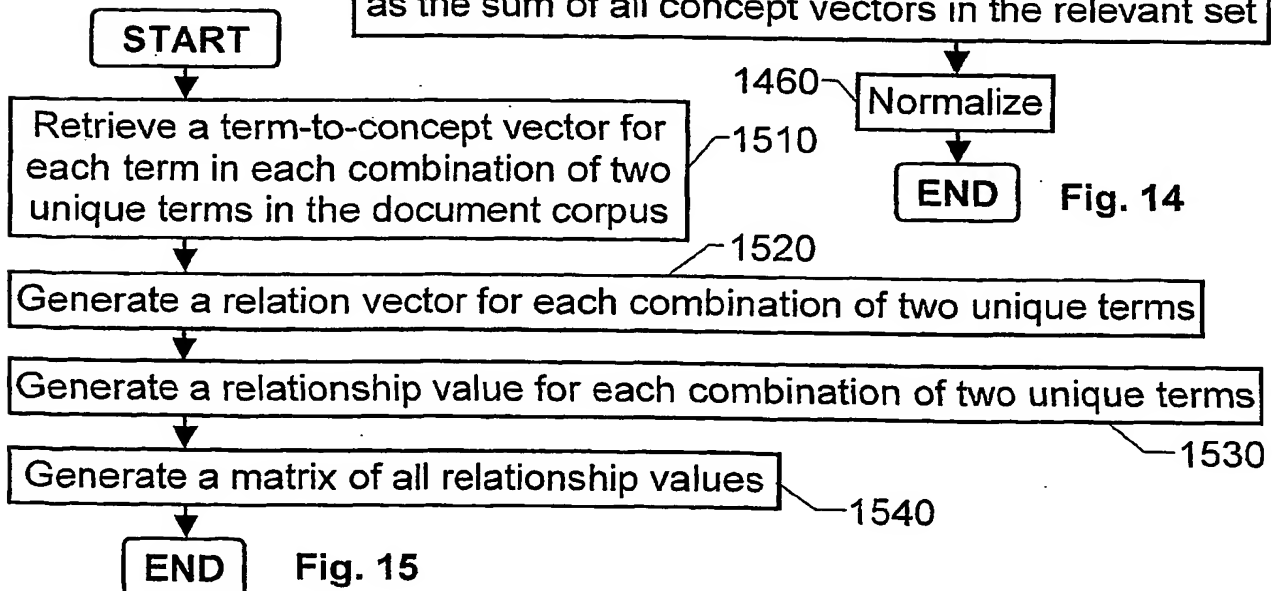 as the sum of all concept vectors in the relevant set
1460
Normalize
END
Fig. 14
START
Retrieve a term-to-concept vector for
each term in each combination of two
unique terms in the document corpus
1510
1520
Generate a relation vector for each combination of two unique terms
Generate a relationship value for each combination of two unique terms
1530
Generate a matrix of all relationship values
1540
END
Fig. 15